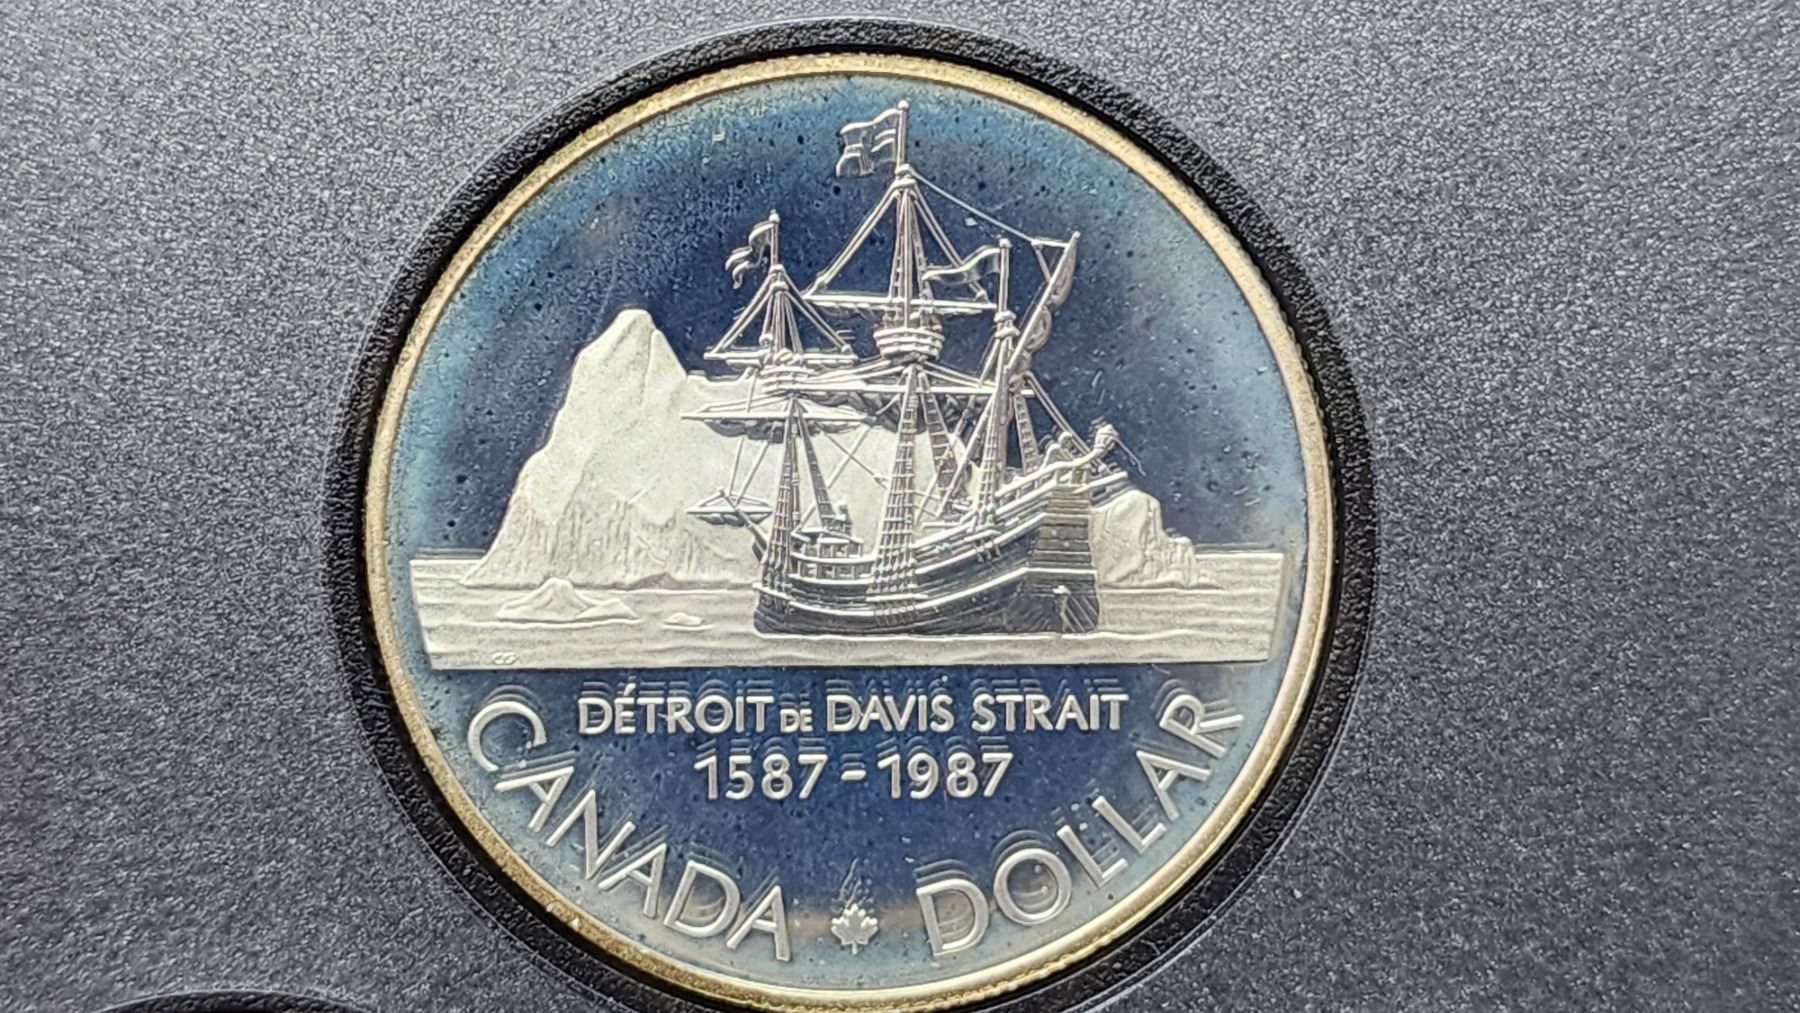 DÉTROIT DE DAVIS STRAIT
1587-1987
CANADA DOLLAR